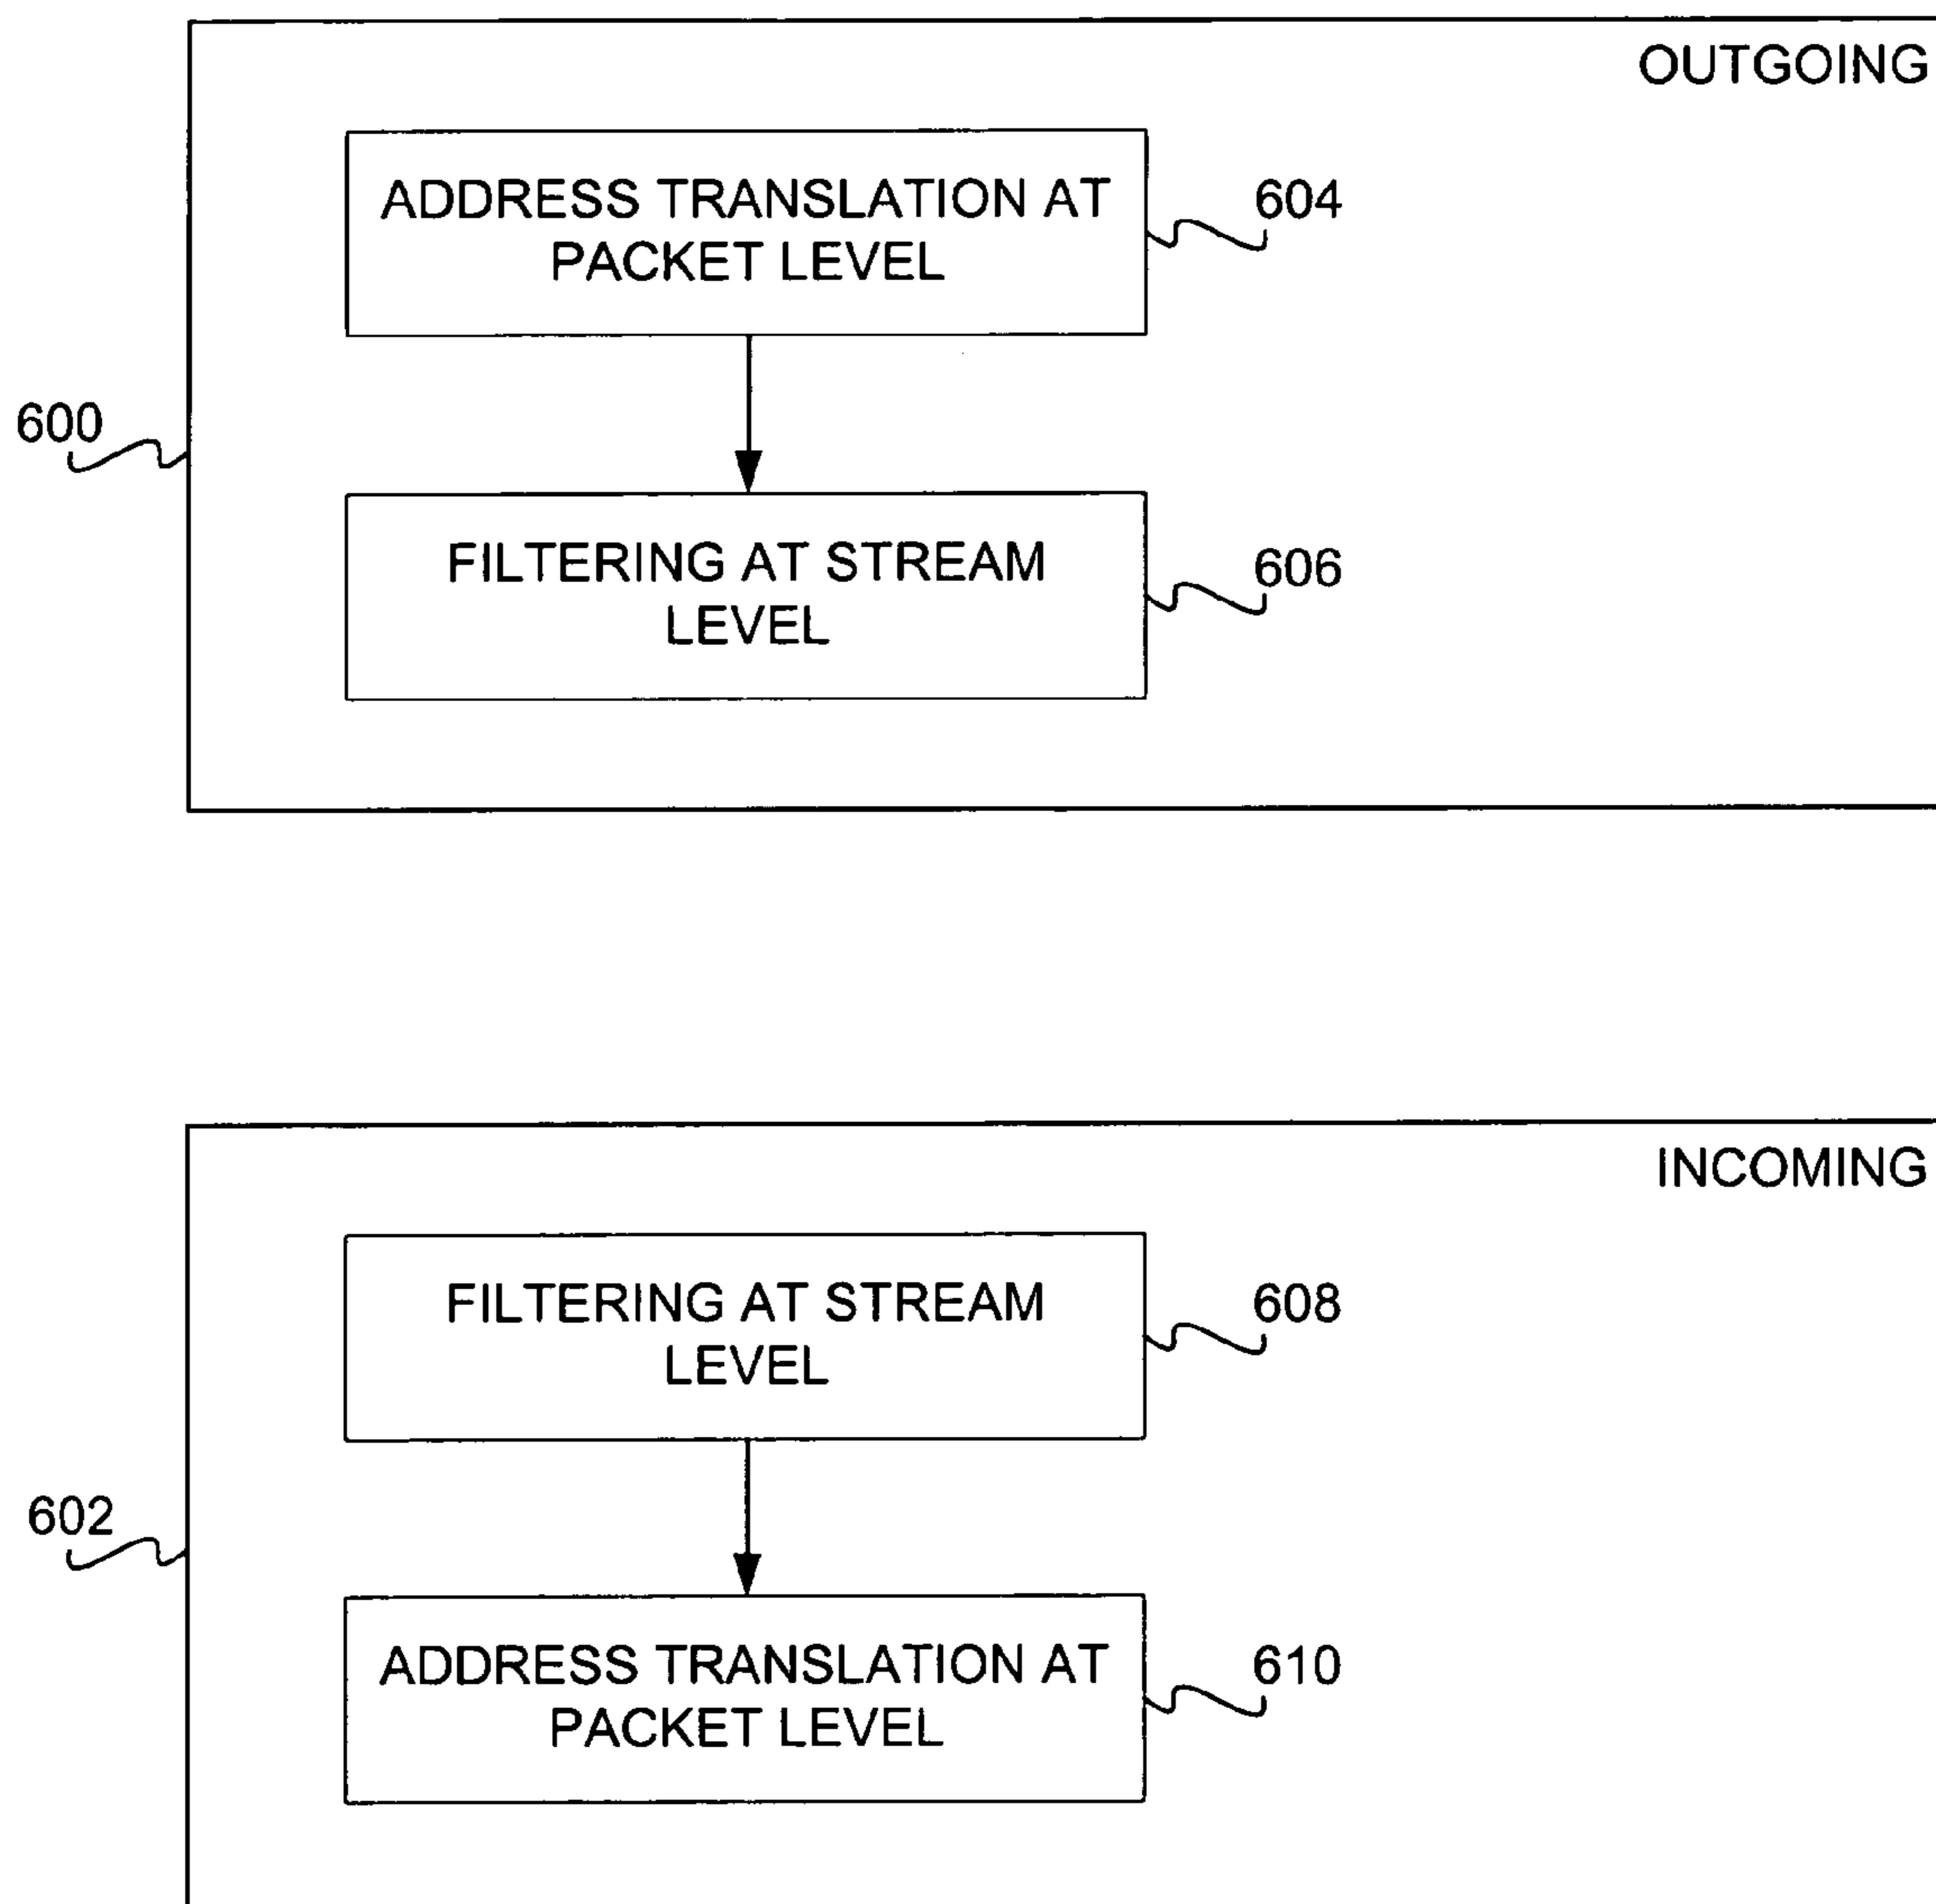 OUTGOING
ADDRESS TRANSLATION AT
PACKET LEVEL
604
600
FILTERING AT STREAM
LEVEL
606
INCOMING
FILTERING AT STREAM
LEVEL
608
602
ADDRESS TRANSLATION AT
PACKET LEVEL
610